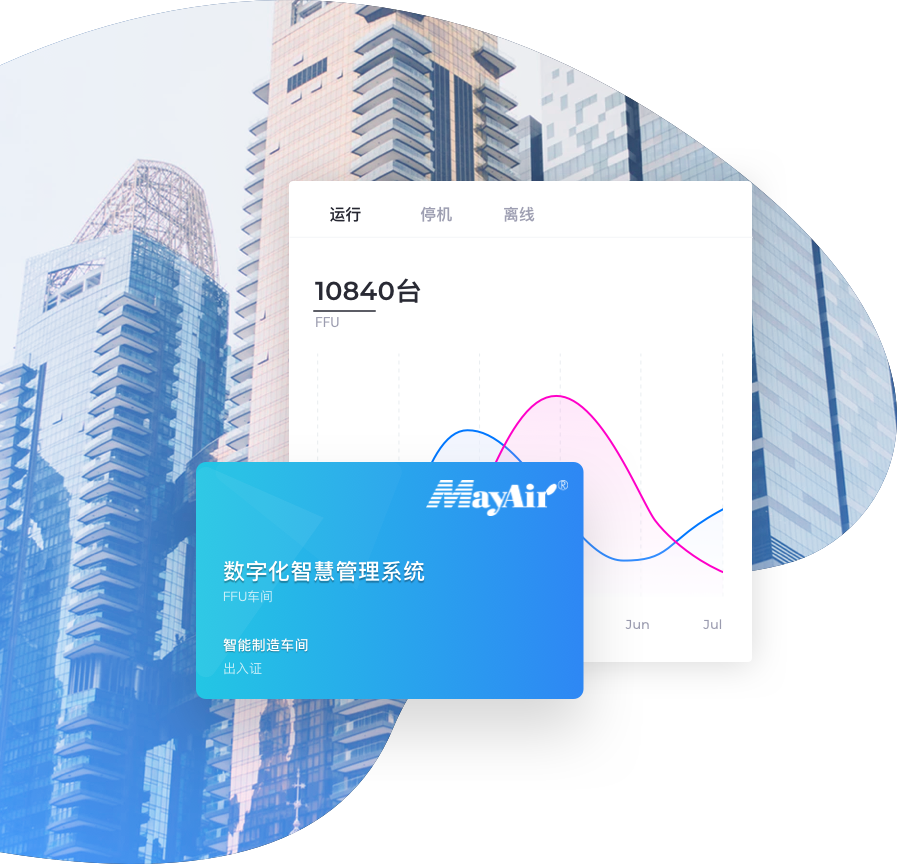 运行 停机 离线
10840台
FFU
MayAir®
数字化智慧管理系统
FFU车间
智能制造车间
出入证
Jun Jul